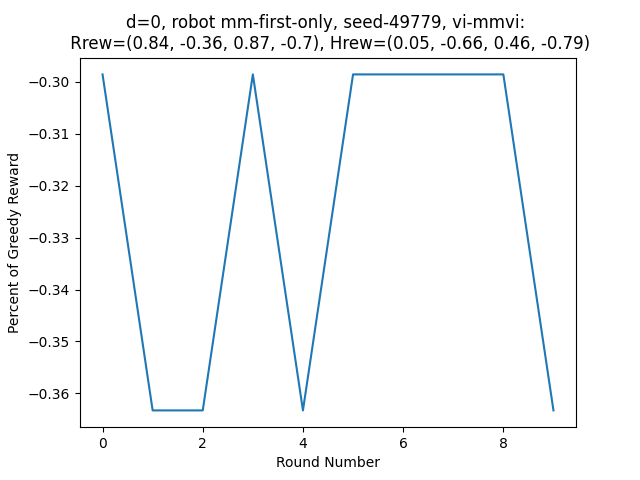 d=0, robot mm-first-only, seed-49779, vi-mmvi:
Rrew=(0.84, -0.36, 0.87, -0.7), Hrew=(0.05, -0.66, 0.46, -0.79)
−0.30
−0.31
−0.32
−0.33
−0.34
−0.35
−0.36
Percent of Greedy Reward
0 2 4 6 8
Round Number